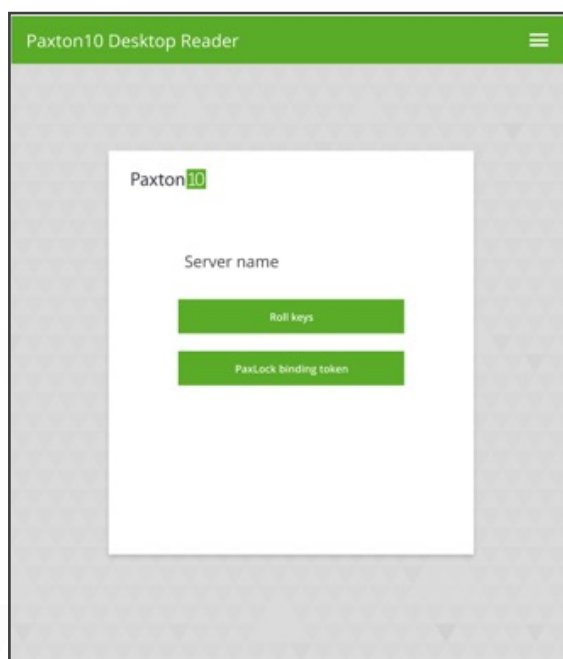 Paxton10 Desktop Reader
Paxton10
Server name
Roll keys
PaxLock binding token